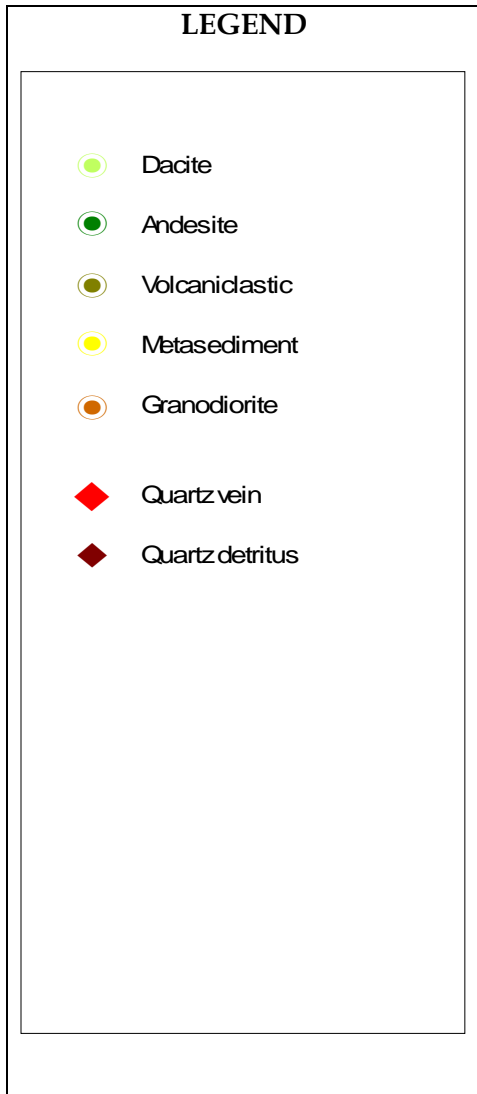 LEGEND
Dacite
Andesite
Volcaniclastic
Metasediment
Granodiorite
Quartz vein
Quartz detritus